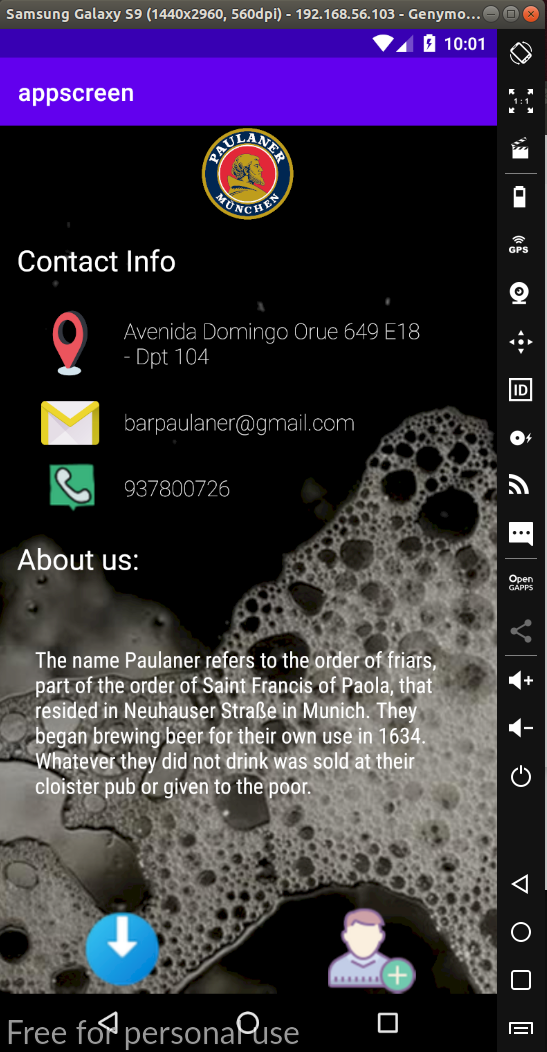 Samsung Galaxy S9 (1440x2960, 560dpi) - 192.168.56.103 - Genymo...
10:01
appscreen
PAULANER
MÜNCHEN
Contact Info
Avenida Domingo Orue 649 E18
- Dpt 104
barpaulaner@gmail.com
937800726
About us:
The name Paulaner refers to the order of friars,
part of the order of Saint Francis of Paola, that
resided in Neuhauser Straße in Munich. They
began brewing beer for their own use in 1634.
Whatever they did not drink was sold at their
cloister pub or given to the poor.
Free for personal use
1:1
GPS
ID
Open
GAPPS